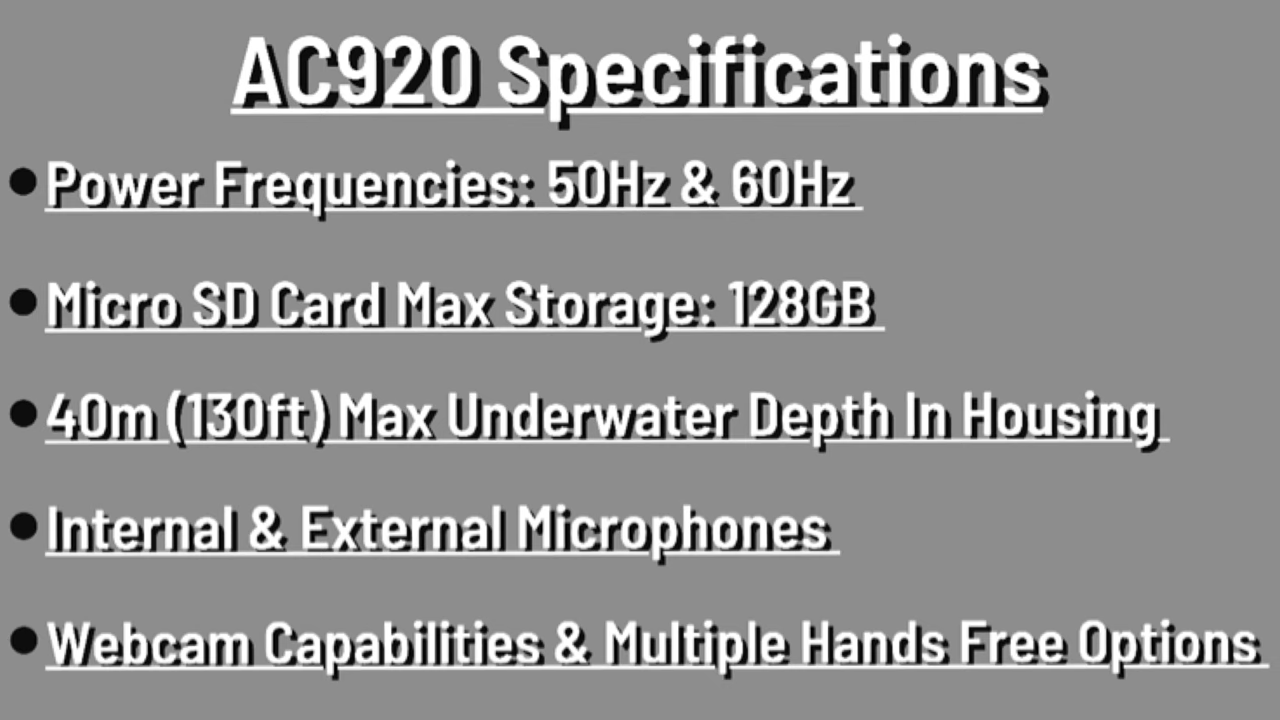 AC920 Specifications
• Power Frequencies: 50Hz & 60Hz
• Micro SD Card Max Storage: 128GB
• 40m (130ft) Max Underwater Depth In Housing
• Internal & External Microphones
• Webcam Capabilities & Multiple Hands Free Options